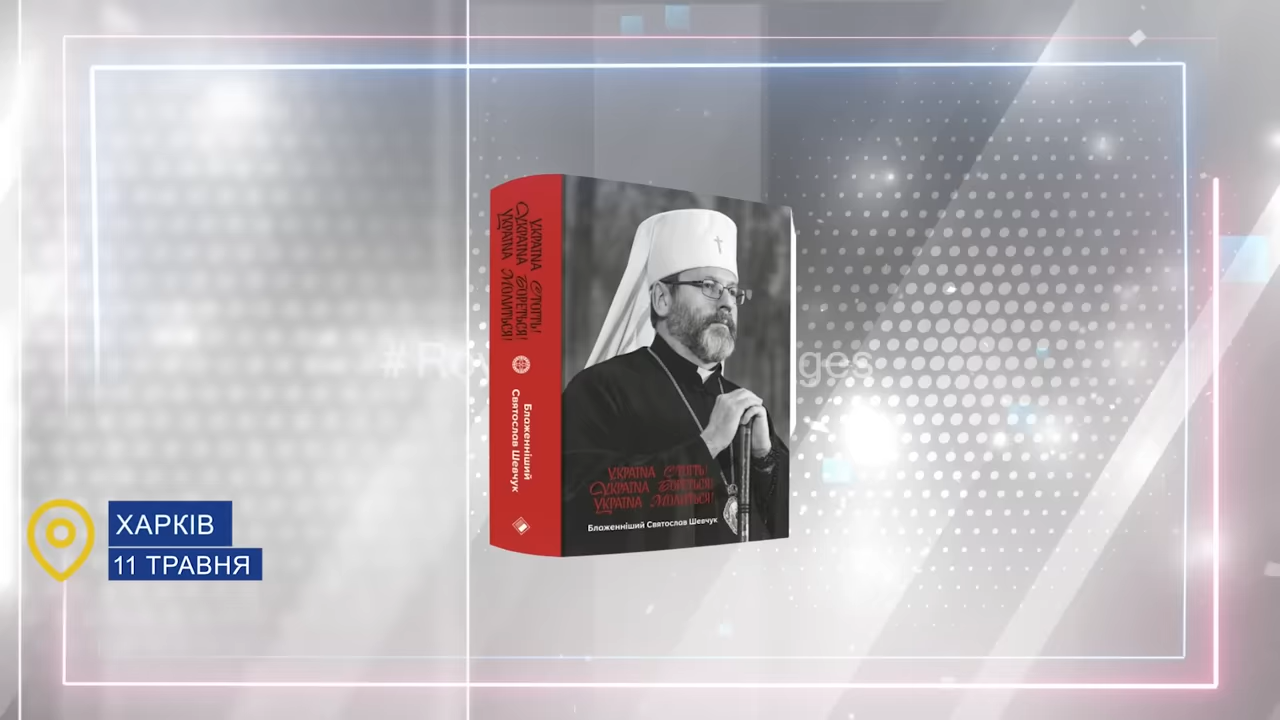 УКРАЇНА СТОЇТЬ!
УКРАЇНА БОРЕТЬСЯ!
УКРАЇНА МОЛИТЬСЯ!
Блаженніший
Святослав Шевчук
УКРАЇНА СТОЇТЬ!
УКРАЇНА БОРЕТЬСЯ!
УКРАЇНА МОЛИТЬСЯ!
Блаженніший Святослав Шевчук
ХАРКІВ
11 ТРАВНЯ